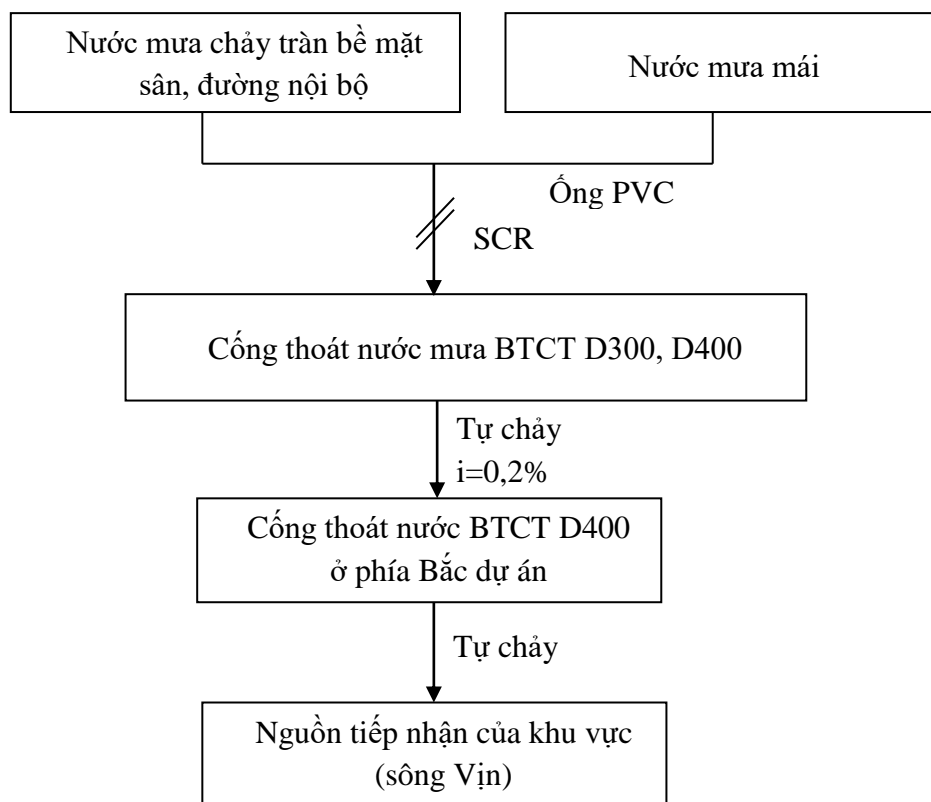 Nước mưa chảy tràn bề mặt
sân, đường nội bộ
Nước mưa mái
Ống PVC
SCR
Cống thoát nước mưa BTCT D300, D400
Tự chảy
i=0,2%
Cống thoát nước BTCT D400
ở phía Bắc dự án
Tự chảy
Nguồn tiếp nhận của khu vực
(sông Vịn)